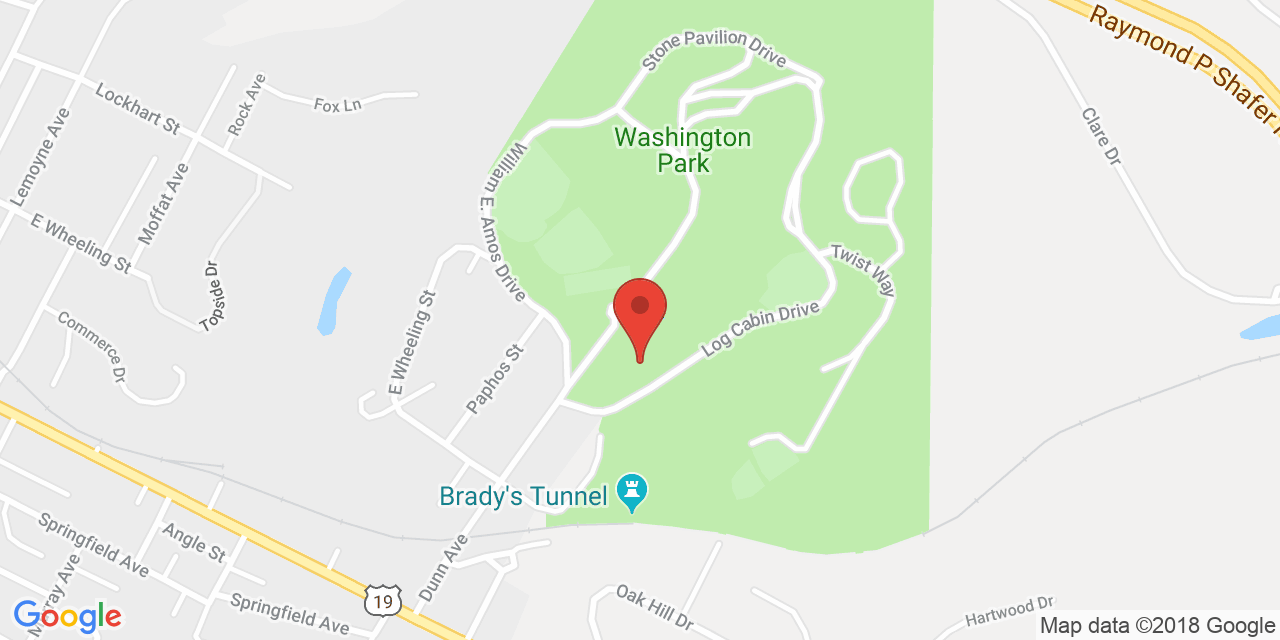 Raymond P Shafer
Stone Pavilion Drive
Lockhart St
Rock Ave
Fox Ln
Washington
Park
Clare Dr
Lemoyne Ave
Moffat Ave
William E. Amos Drive
E Wheeling St
Topside Dr
Twist Way
Commerce Dr
E Wheeling St
Paphos St
Log Cabin Drive
Brady's Tunnel
Springfield Ave
Angle St
Dunn Ave
19
Springfield Ave
Oak Hill Dr
Hartwood Dr
Google
Map data ©2018 Google